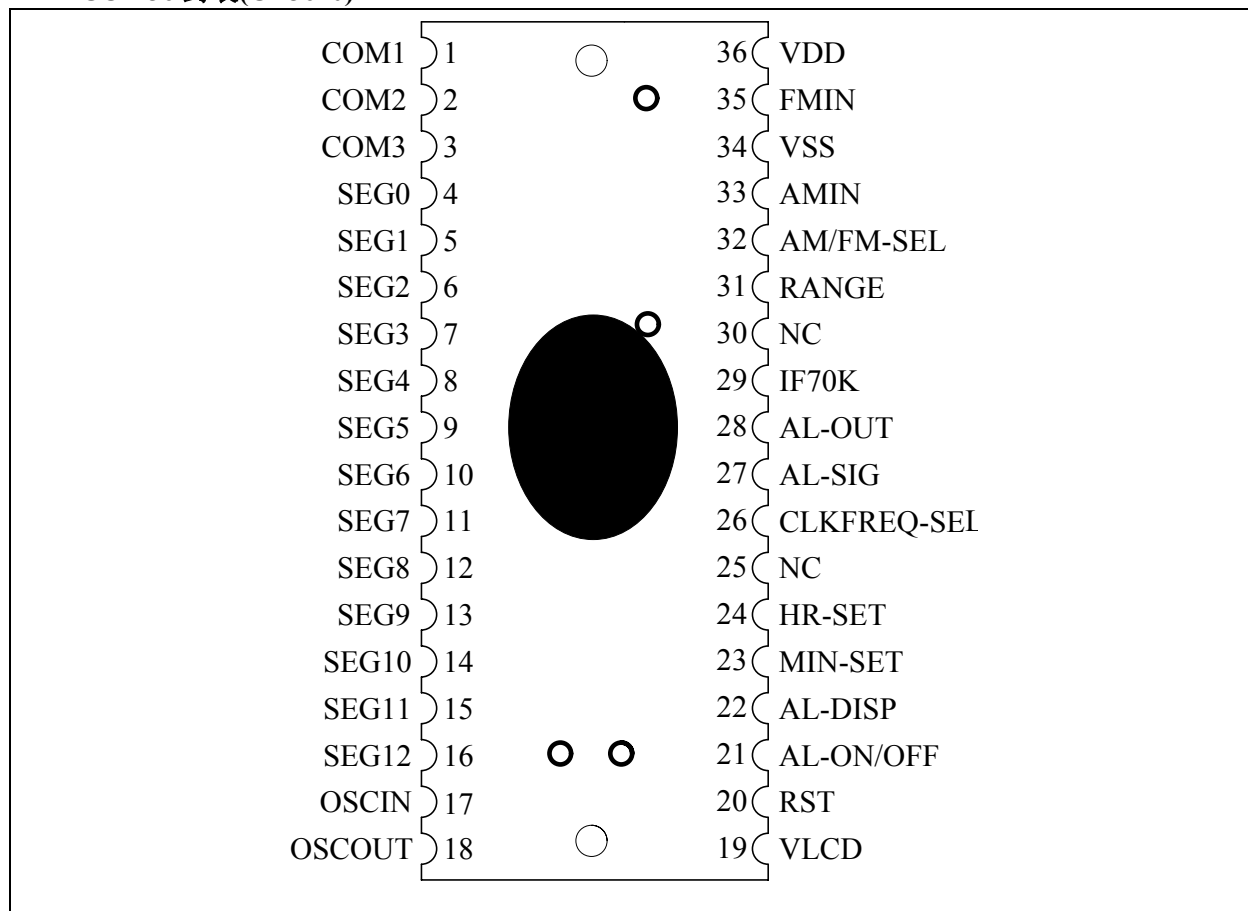 COM1 1 36 VDD
COM2 2 35 FMIN
COM3 3 34 VSS
SEG0 4 33 AMIN
SEG1 5 32 AM/FM-SEL
SEG2 6 31 RANGE
SEG3 7 30 NC
SEG4 8 29 IF70K
SEG5 9 28 AL-OUT
SEG6 10 27 AL-SIG
SEG7 11 26 CLKFREQ-SEL
SEG8 12 25 NC
SEG9 13 24 HR-SET
SEG10 14 23 MIN-SET
SEG11 15 22 AL-DISP
SEG12 16 21 AL-ON/OFF
OSCIN 17 20 RST
OSCOUT 18 19 VLCD